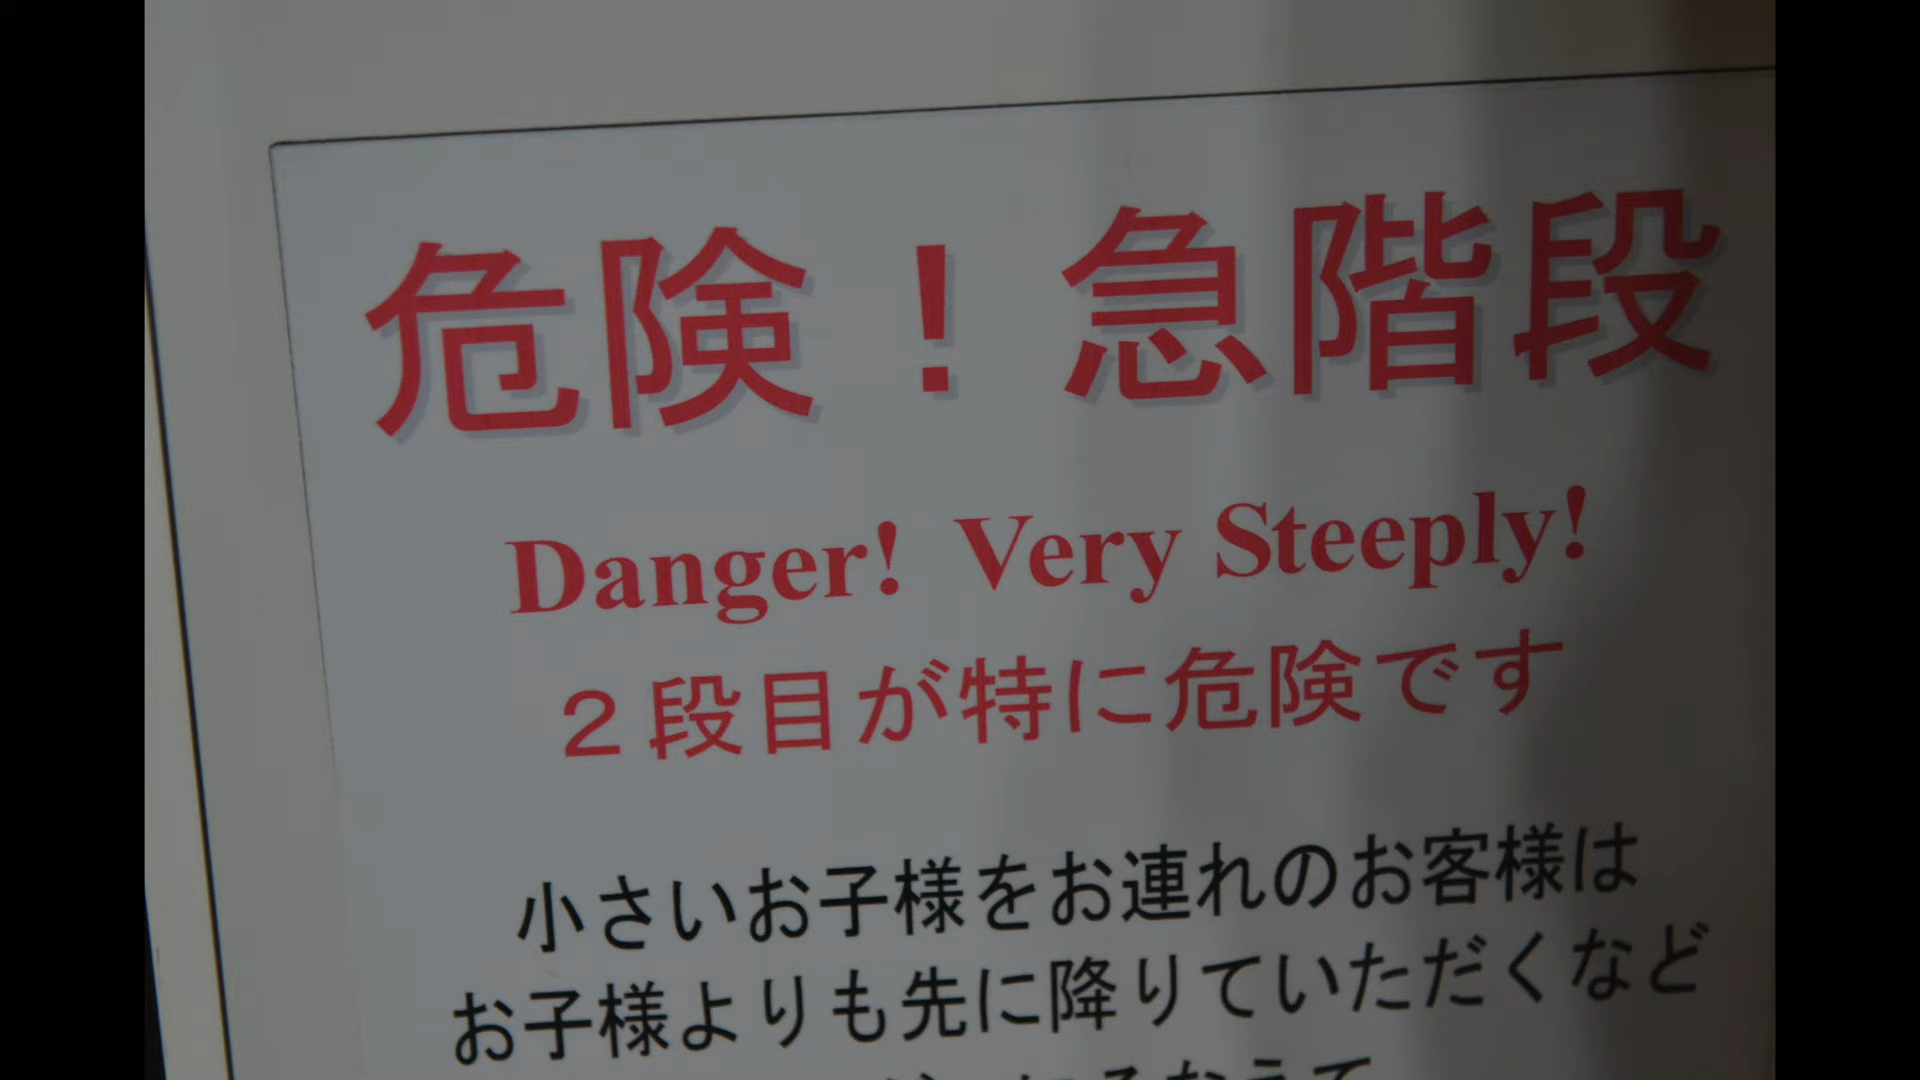 危険！急階段
Danger! Very Steeply!
２段目が特に危険です
小さいお子様をお連れのお客様は
お子様よりも先に降りていただくなど